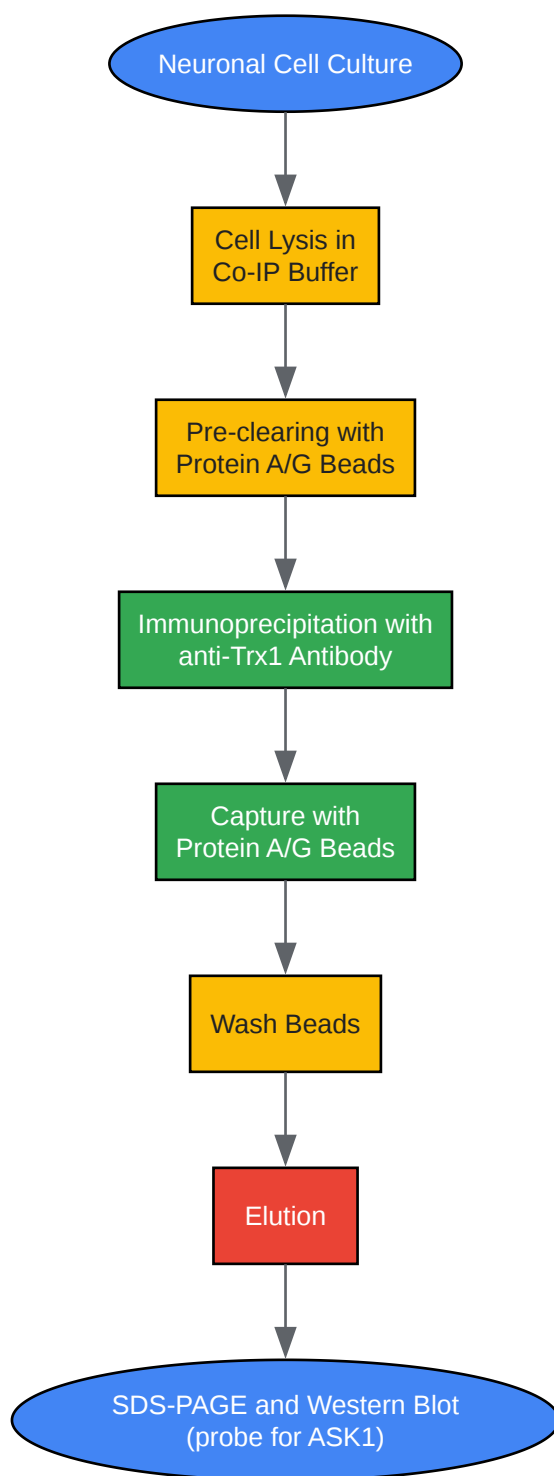 Neuronal Cell Culture
Cell Lysis in
Co-IP Buffer
Pre-clearing with
Protein A/G Beads
Immunoprecipitation with
anti-Trx1 Antibody
Capture with
Protein A/G Beads
Wash Beads
Elution
SDS-PAGE and Western Blot
(probe for ASK1)